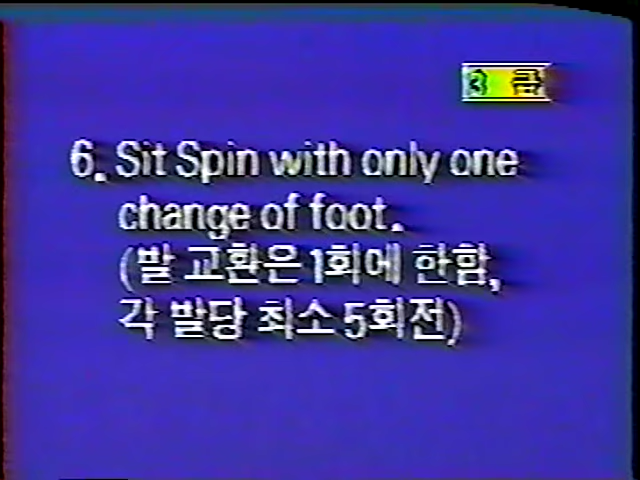 3 급
6. Sit Spin with only one
change of foot.
(발 교환은 1회에 한함,
각 발당 최소 5회전)